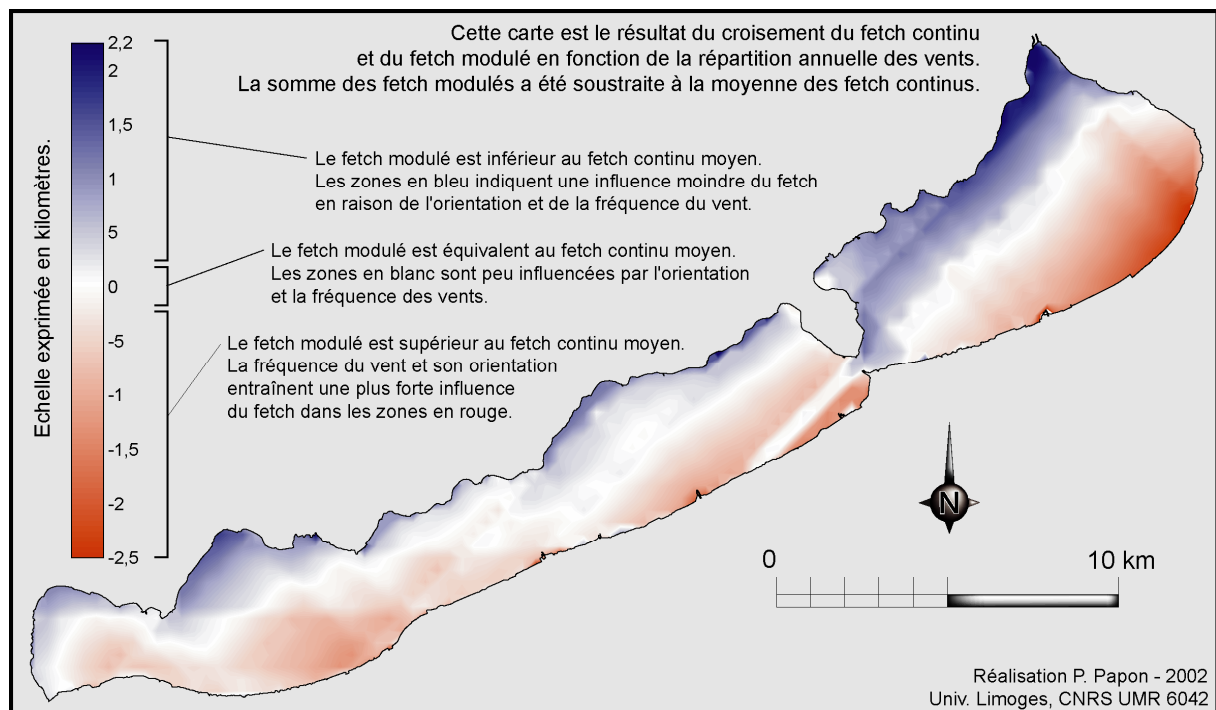 Cette carte est le résultat du croisement du fetch continu
et du fetch modulé en fonction de la répartition annuelle des vents.
La somme des fetch modulés a été soustraite à la moyenne des fetch continus.
Echelle exprimée en kilomètres.
2,2
2
1,5
1
5
0
-5
-1
-1,5
-2
-2,5
Le fetch modulé est inférieur au fetch continu moyen.
Les zones en bleu indiquent une influence moindre du fetch
en raison de l'orientation et de la fréquence du vent.
Le fetch modulé est équivalent au fetch continu moyen.
Les zones en blanc sont peu influencées par l'orientation
et la fréquence des vents.
Le fetch modulé est supérieur au fetch continu moyen.
La fréquence du vent et son orientation
entraînent une plus forte influence
du fetch dans les zones en rouge.
N
0 10 km
Réalisation P. Papon - 2002
Univ. Limoges, CNRS UMR 6042